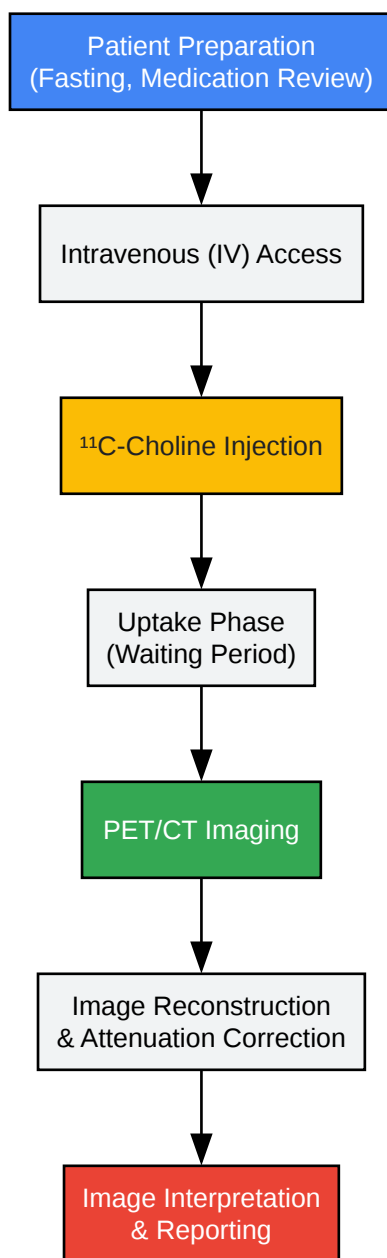 Patient Preparation
(Fasting, Medication Review)
Intravenous (IV) Access
¹¹C-Choline Injection
Uptake Phase
(Waiting Period)
PET/CT Imaging
Image Reconstruction
& Attenuation Correction
Image Interpretation
& Reporting